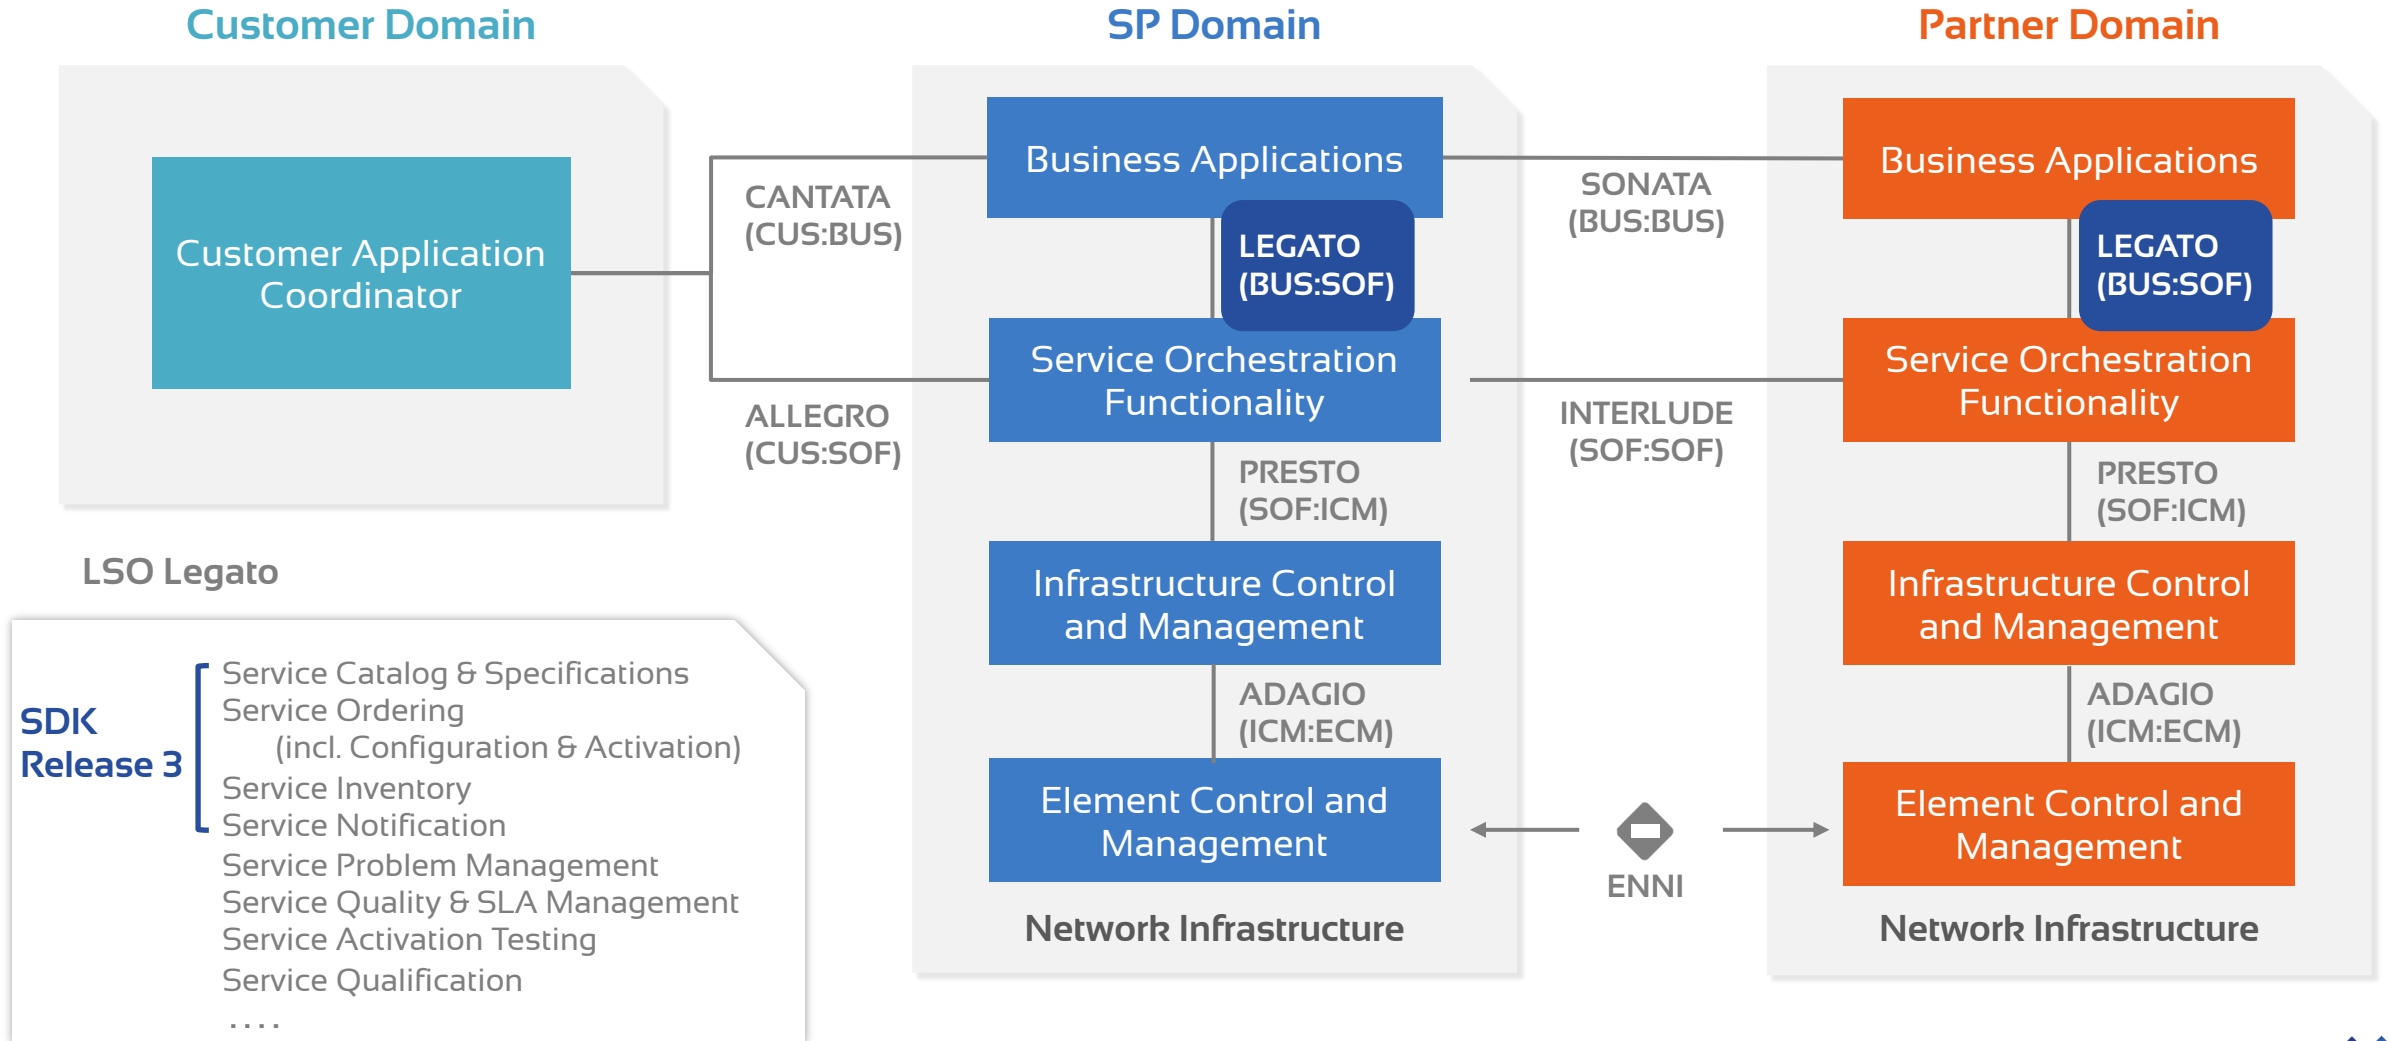 Customer Domain
SP Domain
Partner Domain
Customer Application
Coordinator
CANTATA
(CUS:BUS)
ALLEGRO
(CUS:SOF)
Business Applications
LEGATO
(BUS:SOF)
Service Orchestration
Functionality
PRESTO
(SOF:ICM)
Infrastructure Control
and Management
ADAGIO
(ICM:ECM)
Element Control and
Management
Network Infrastructure
SONATA
(BUS:BUS)
INTERLUDE
(SOF:SOF)
ENNI
Business Applications
LEGATO
(BUS:SOF)
Service Orchestration
Functionality
PRESTO
(SOF:ICM)
Infrastructure Control
and Management
ADAGIO
(ICM:ECM)
Element Control and
Management
Network Infrastructure
LSO Legato
SDK
Release 3
Service Catalog & Specifications
Service Ordering
(incl. Configuration & Activation)
Service Inventory
Service Notification
Service Problem Management
Service Quality & SLA Management
Service Activation Testing
Service Qualification
....